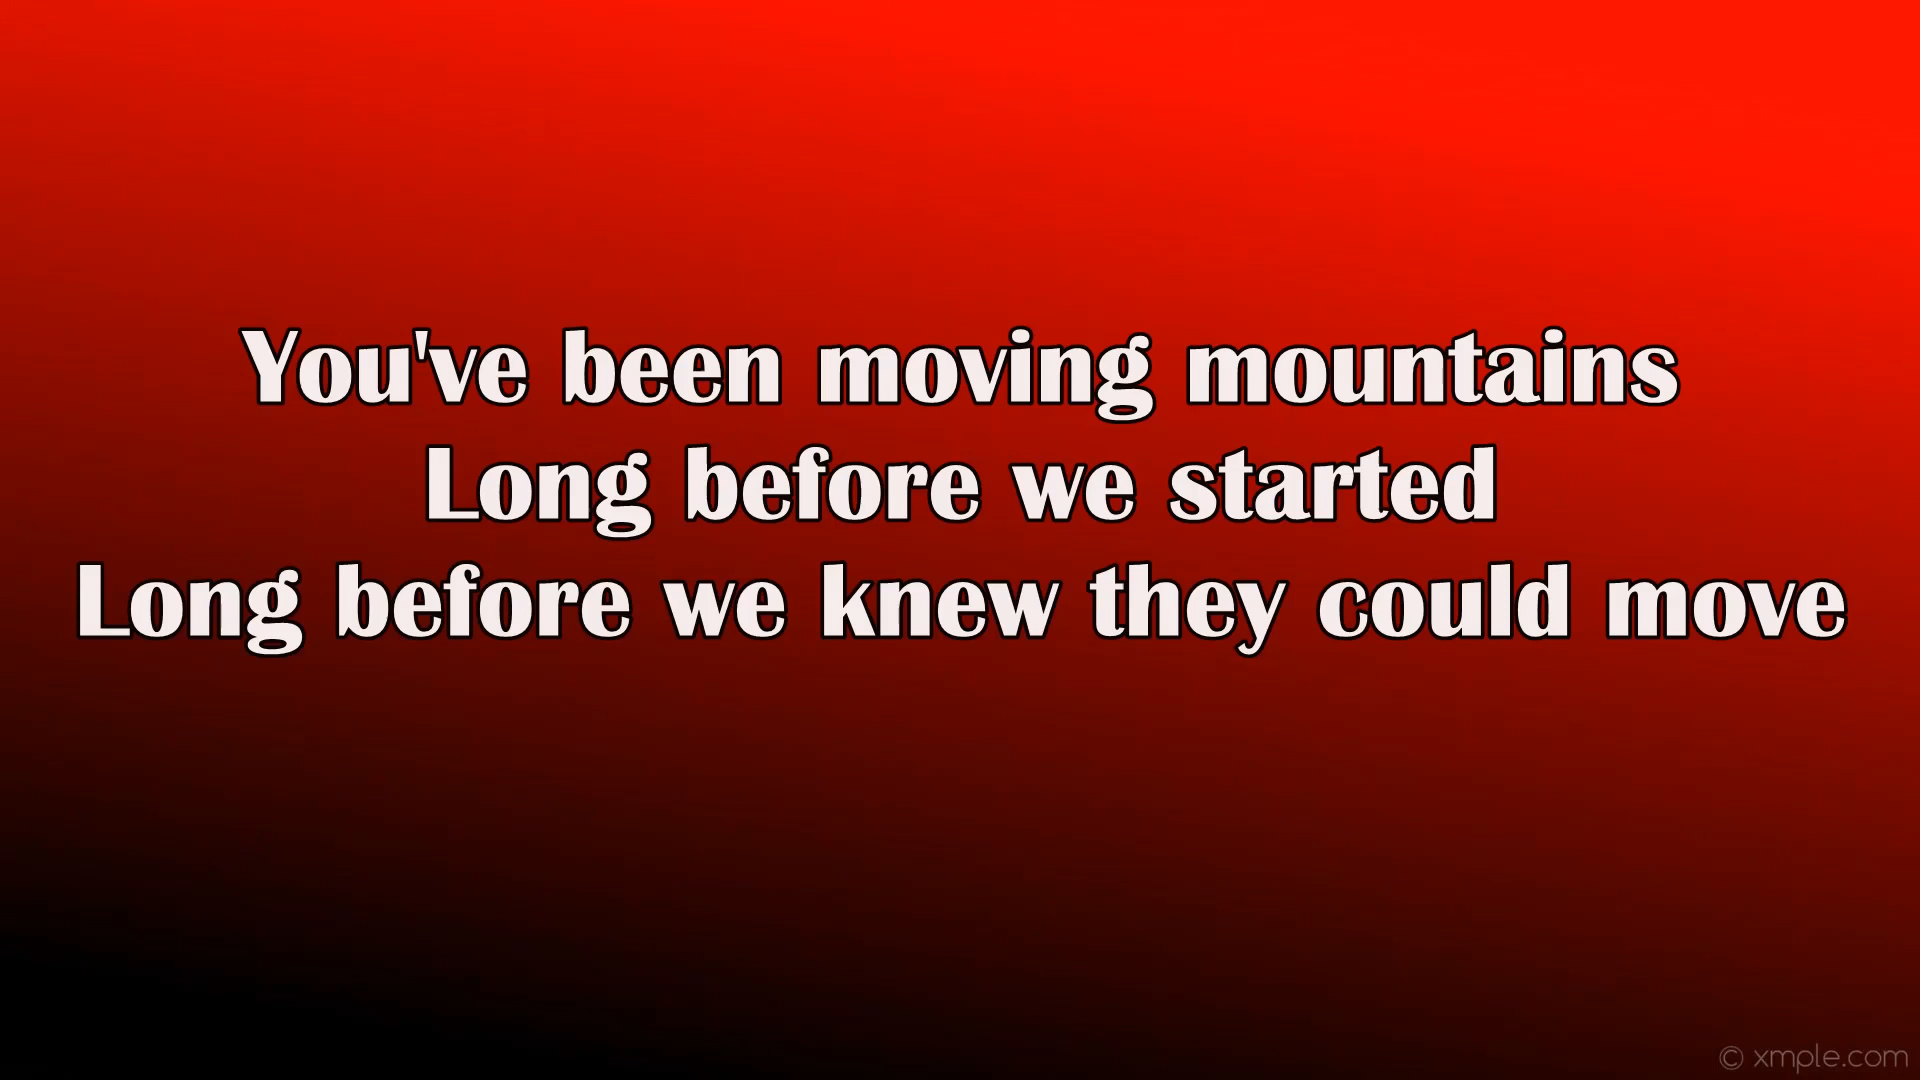 You've been moving mountains
Long before we started
Long before we knew they could move
© xmple.com